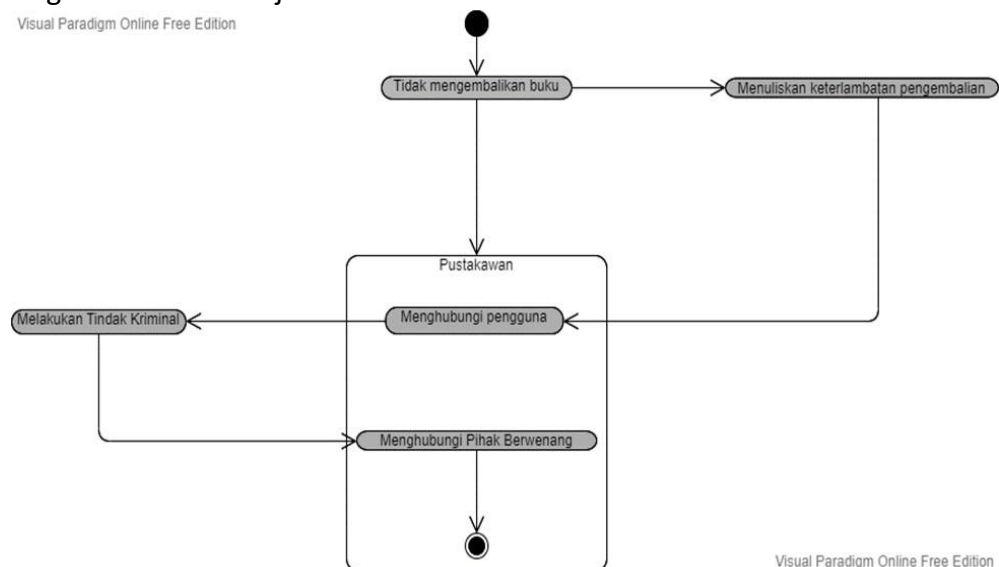 Visual Paradigm Online Free Edition
Tidak mengembalikan buku
Menuliskan keterlambatan pengembalian
Pustakawan
Melakukan Tindak Kriminal
Menghubungi pengguna
Menghubungi Pihak Berwenang
Visual Paradigm Online Free Edition